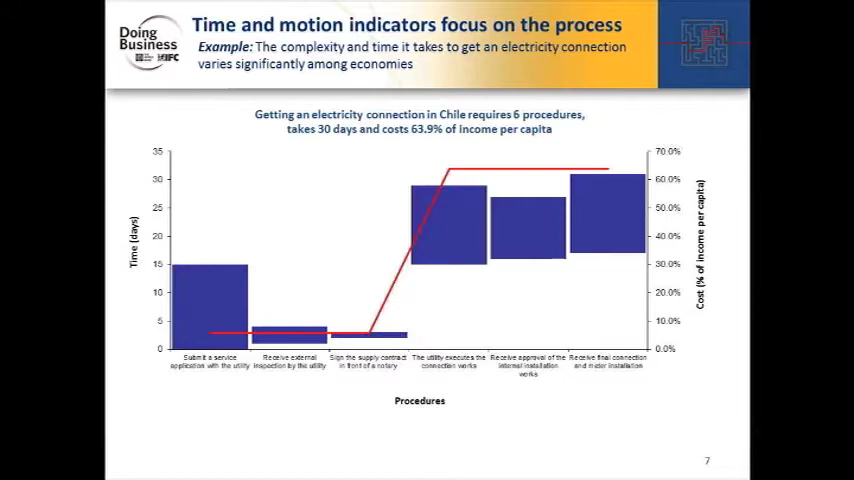 Doing
Business
IFC
Time and motion indicators focus on the process
Example: The complexity and time it takes to get an electricity connection
varies significantly among economies
Getting an electricity connection in Chile requires 6 procedures,
takes 30 days and costs 63.9% of income per capita
35
30
25
20
15
10
5
0
Time (days)
70.0%
60.0%
50.0%
40.0%
30.0%
20.0%
10.0%
0.0%
Cost (% of income per capita)
Submit a service
application with the utility
Receive external
inspection by the utility
Sign the supply contract
in front of a notary
The utility executes the
connection works
Receive approval of the
internal installation
works
Receive final connection
and meter installation
Procedures
7